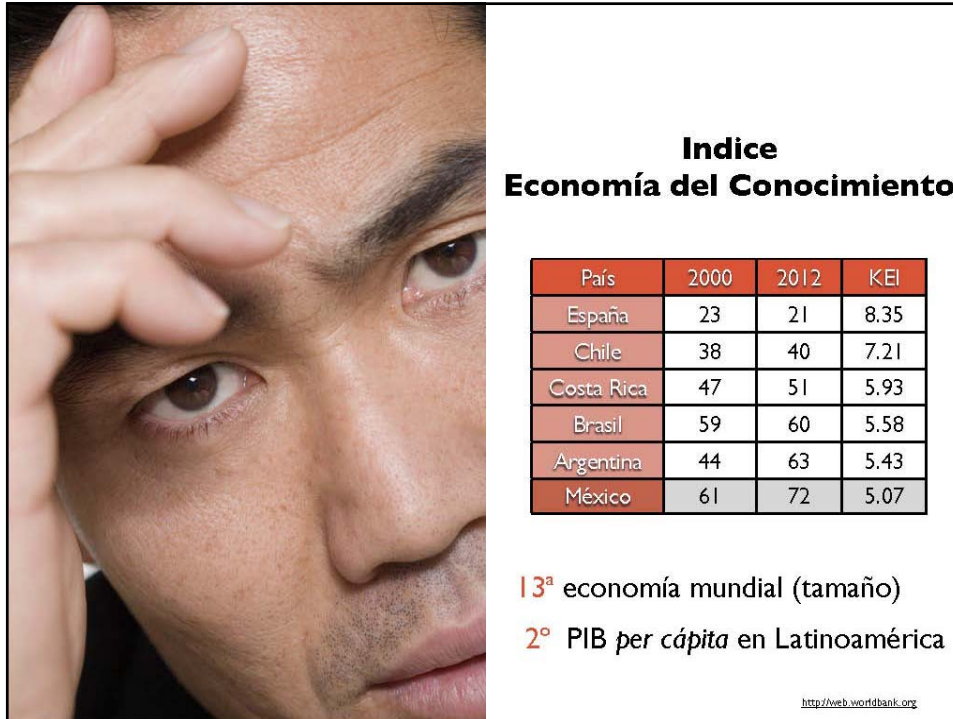 Indice
Economía del Conocimiento
País 2000 2012 KEI
España 23 21 8.35
Chile 38 40 7.21
Costa Rica 47 51 5.93
Brasil 59 60 5.58
Argentina 44 63 5.43
México 61 72 5.07
13ª economía mundial (tamaño)
2º PIB per cápita en Latinoamérica
http://web.worldbank.org